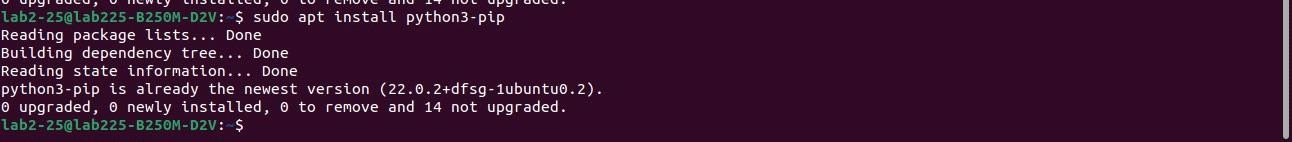 0 upgraded, 0 newly installed, 0 to remove and 14 not upgraded.
lab2-25@lab225-B250M-D2V:~$ sudo apt install python3-pip
Reading package lists... Done
Building dependency tree... Done
Reading state information... Done
python3-pip is already the newest version (22.0.2+dfsg-1ubuntu0.2).
0 upgraded, 0 newly installed, 0 to remove and 14 not upgraded.
lab2-25@lab225-B250M-D2V:~$